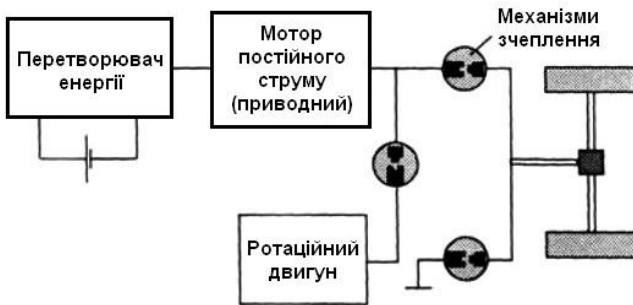 Перетворювач
енергії
Мотор
постійного
струму
(приводний)
Механізми
зчеплення
Ротаційний
двигун